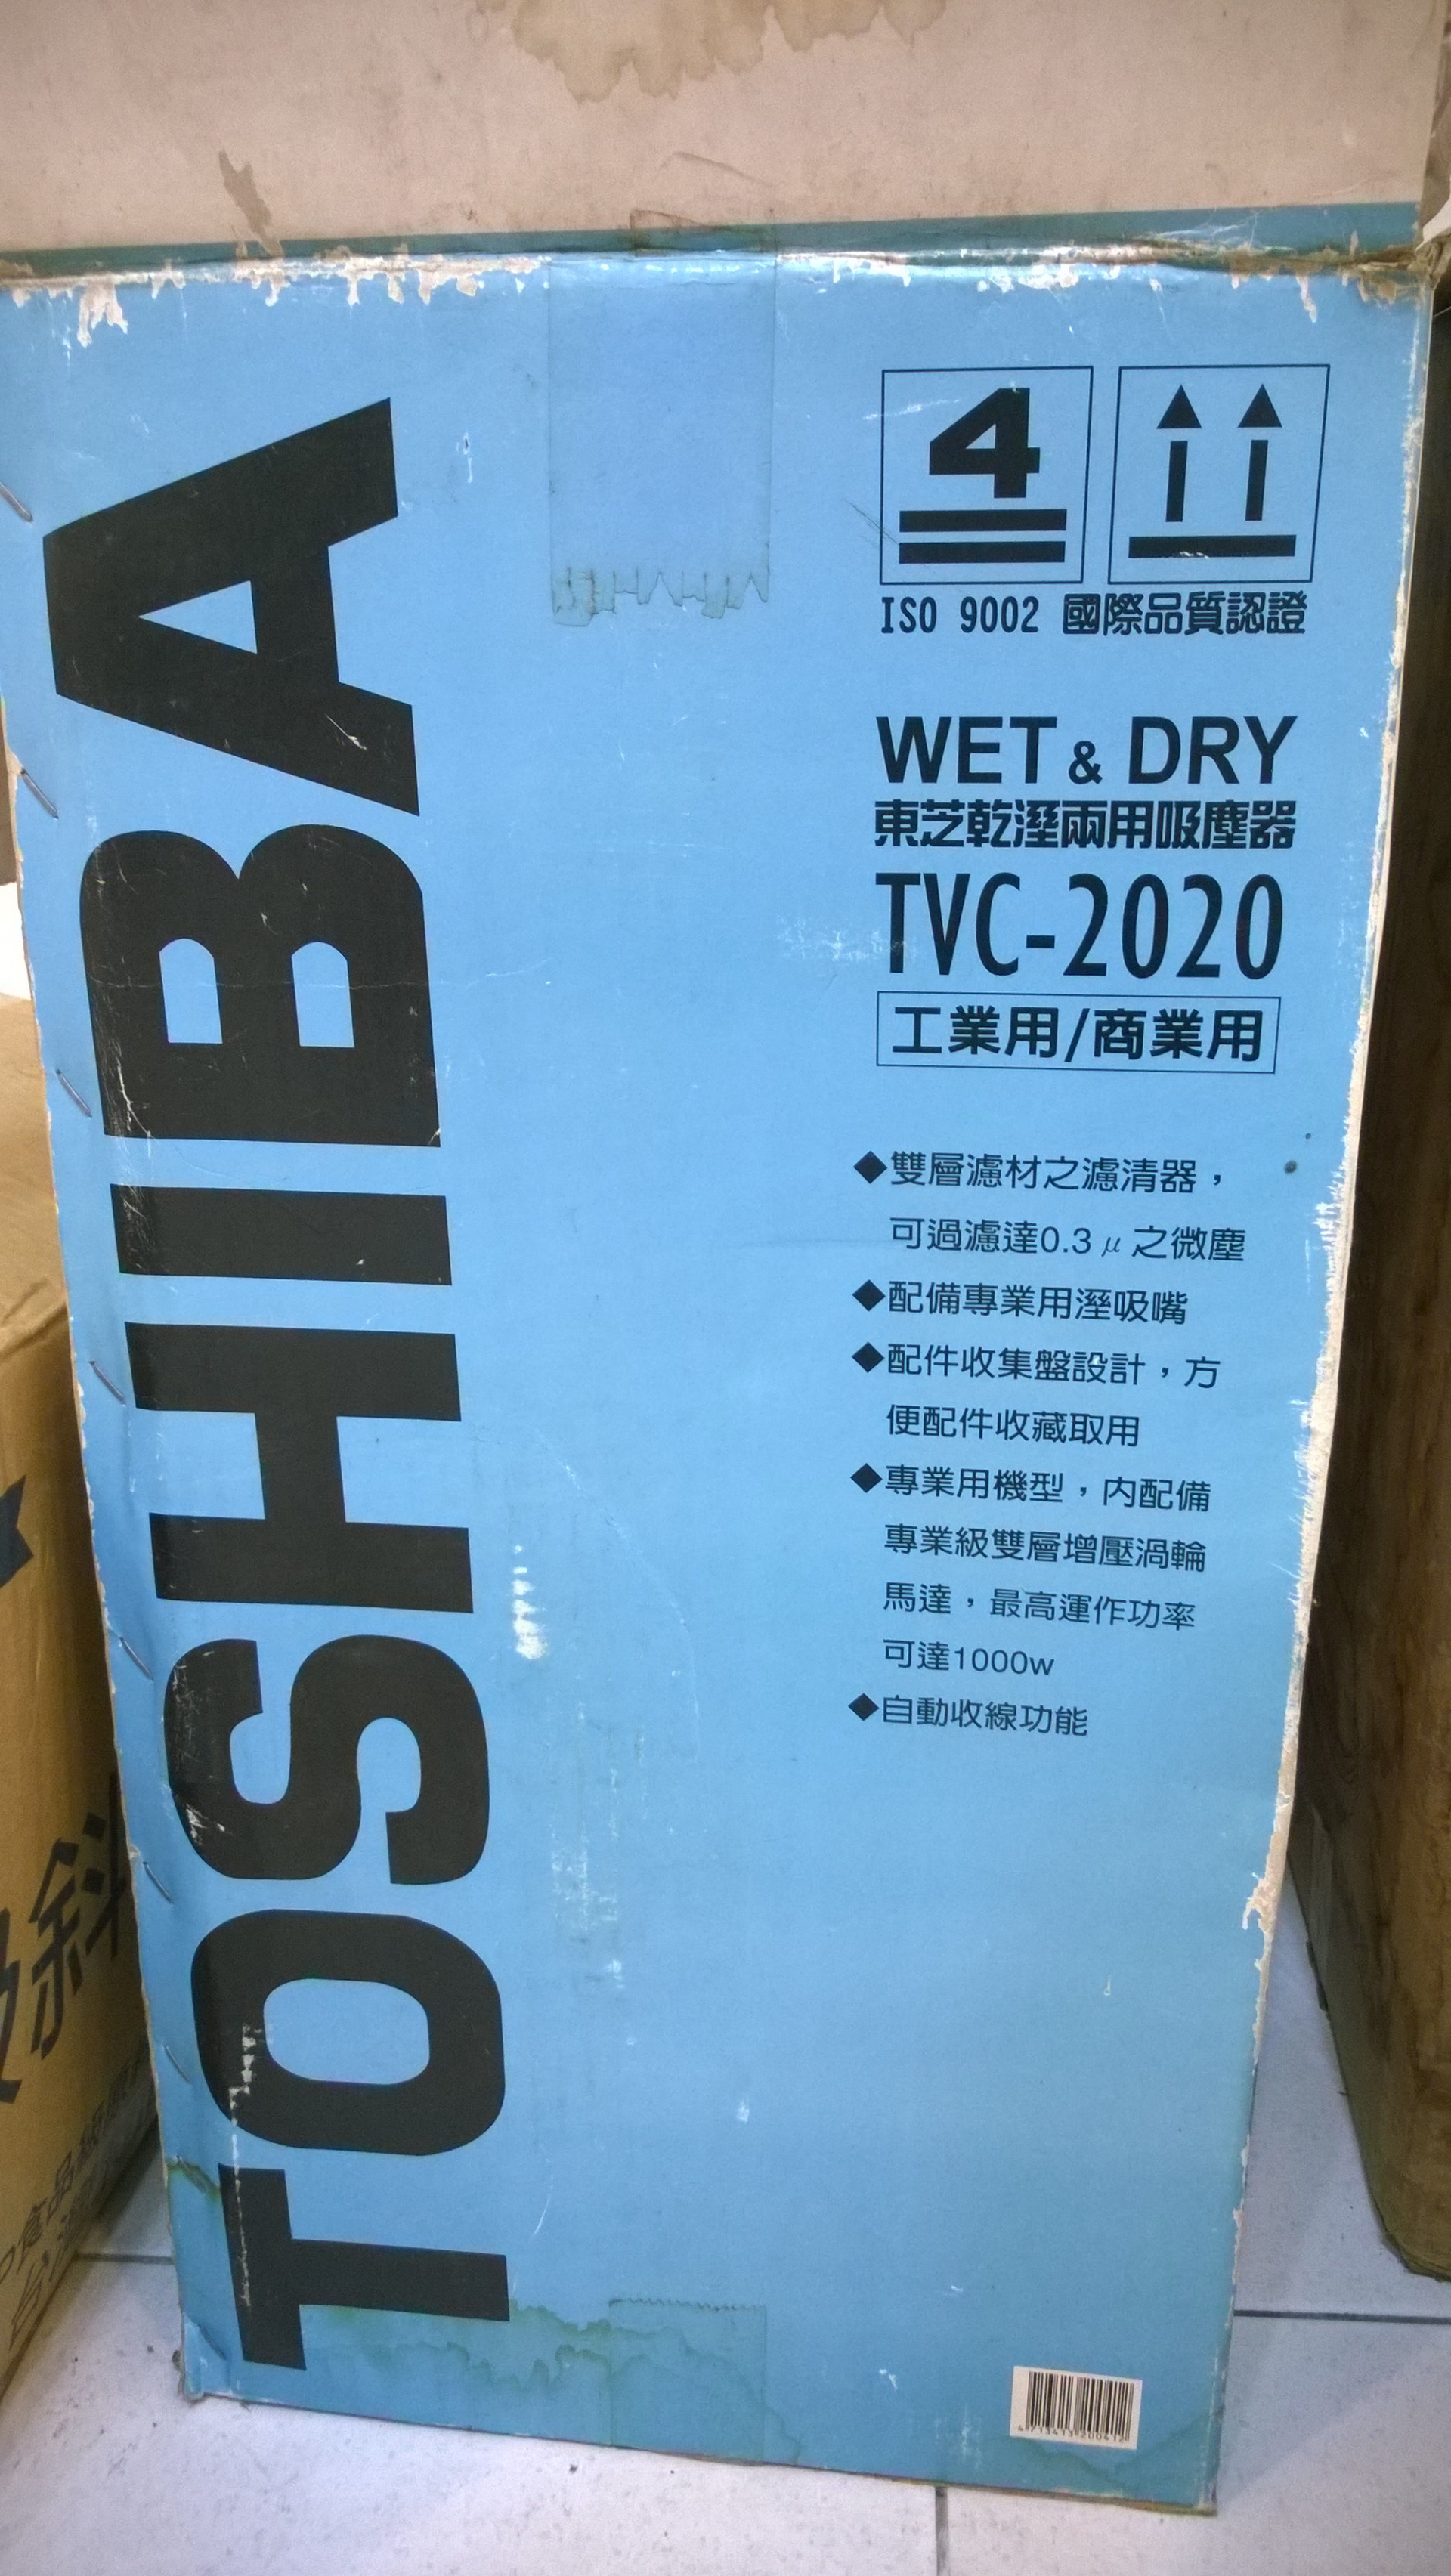 TOSHIBA
4
ISO 9002 國際品質認證
WET & DRY
東芝乾溼兩用吸塵器
TVC-2020
工業用/商業用
◆雙層濾材之濾清器，
可過濾達0.3μ之微塵
◆配備專業用溼吸嘴
◆配件收集盤設計，方
便配件收藏取用
◆專業用機型，內配備
專業級雙層增壓渦輪
馬達，最高運作功率
可達1000w
◆自動收線功能